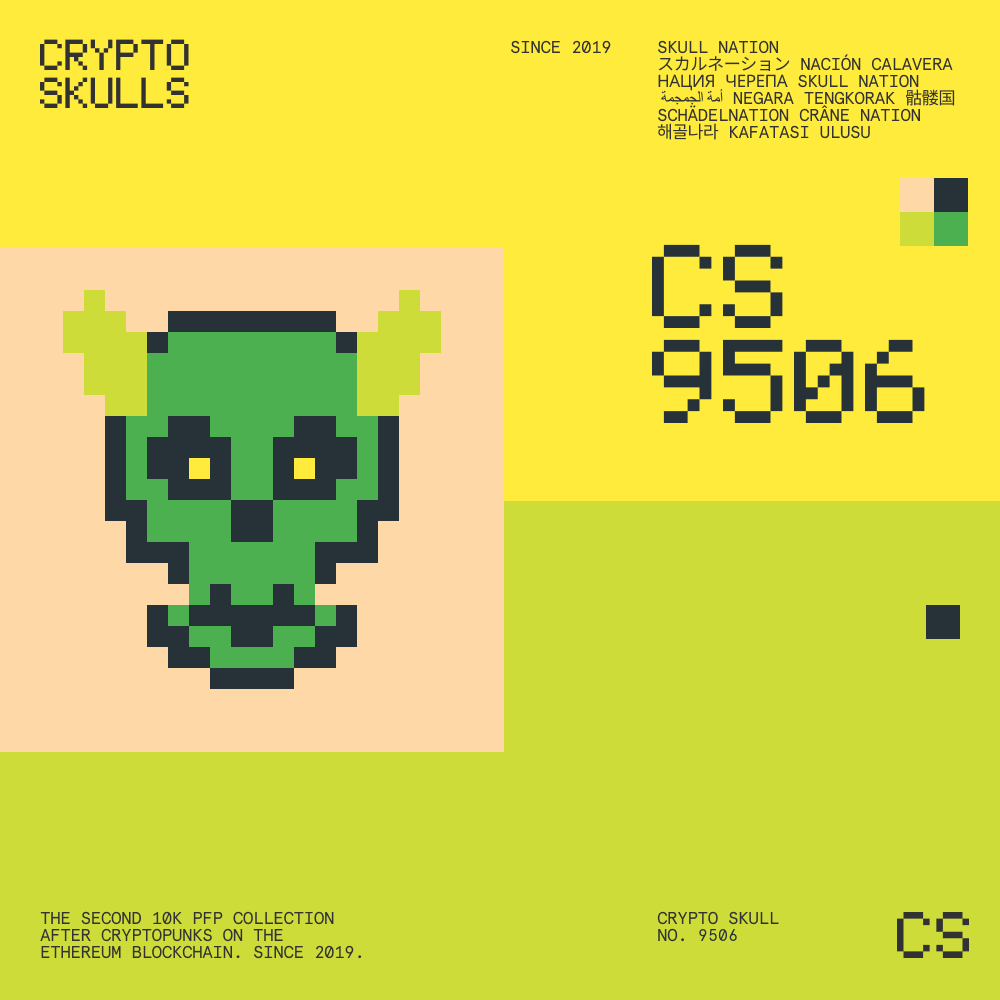 CRYPTO
SKULLS
SINCE 2019
SKULL NATION
スカルネーション NACIÓN CALAVERA
НАЦИЯ ЧЕРЕПА SKULL NATION
أمة الجمجمة NEGARA TENGKORAK 骷髅国
SCHÄDELNATION CRÂNE NATION
해골나라 KAFATASI ULUSU
CS
9506
THE SECOND 10K PFP COLLECTION
AFTER CRYPTOPUNKS ON THE
ETHEREUM BLOCKCHAIN. SINCE 2019.
CRYPTO SKULL
NO. 9506
CS